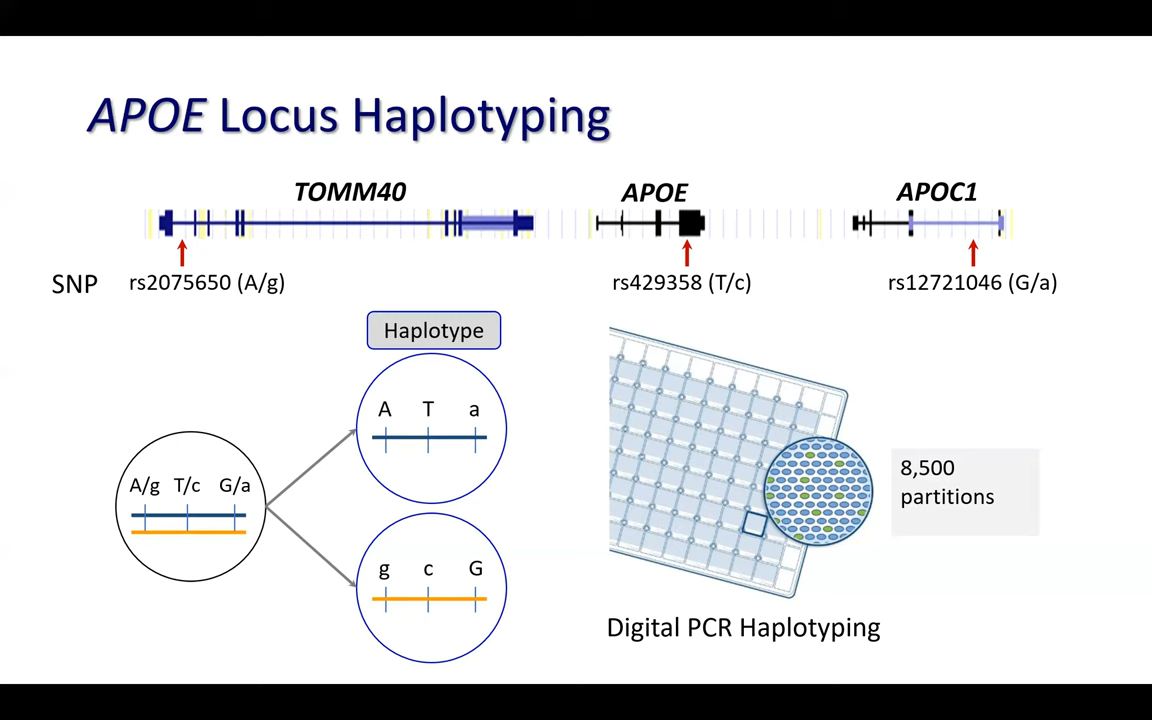 APOE Locus Haplotyping
TOMM40 APOE APOC1
SNP rs2075650 (A/g) rs429358 (T/c) rs12721046 (G/a)
Haplotype
A T a
A/g T/c G/a
g c G
8,500
partitions
Digital PCR Haplotyping